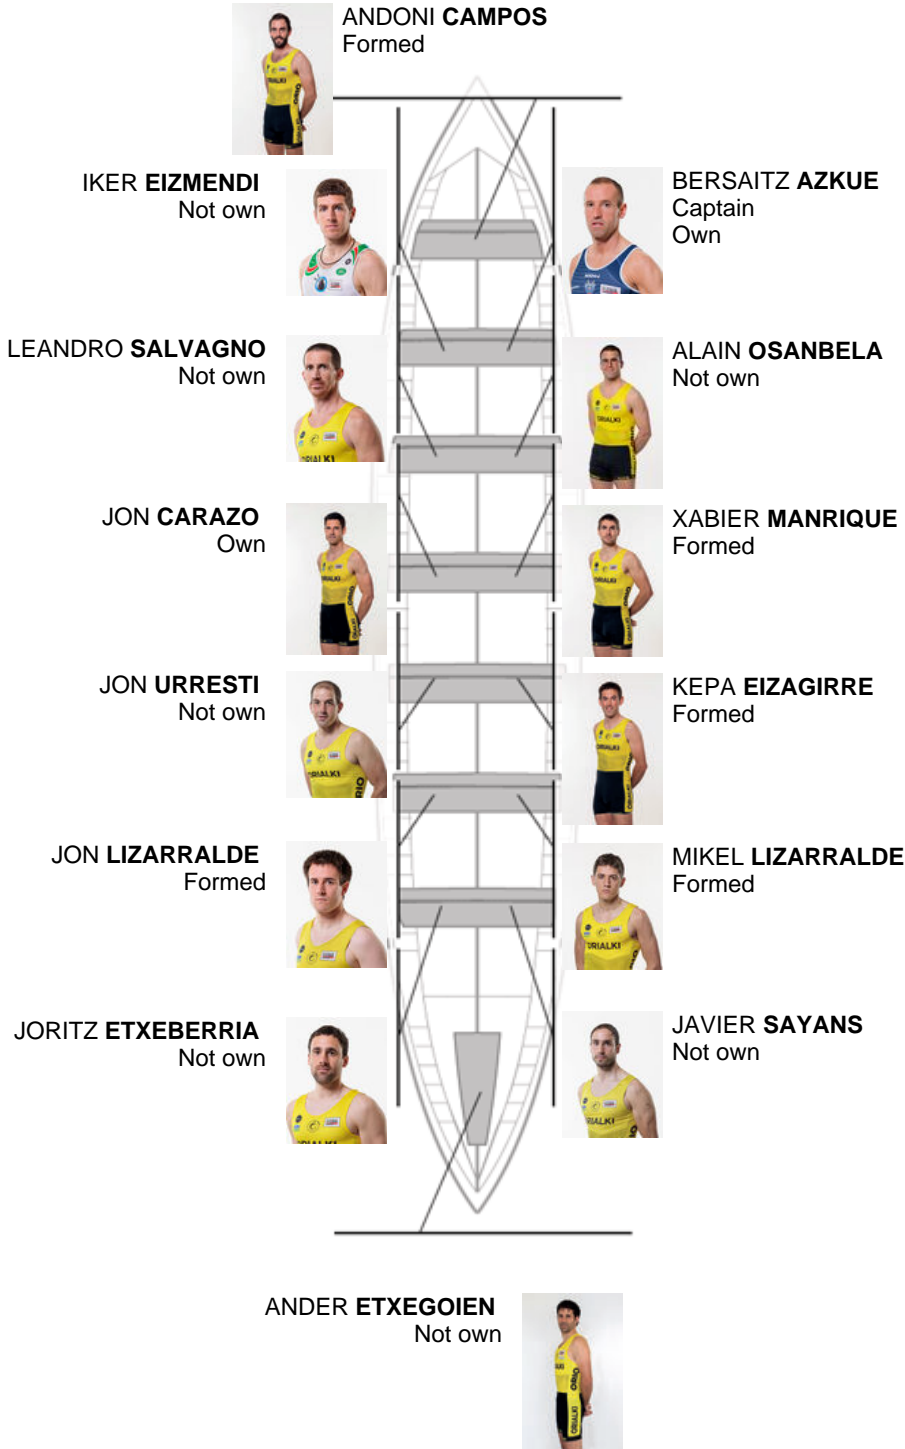 ANDONI CAMPOS
Formed
IKER EIZMENDI
Not own
BERSAITZ AZKUE
Captain
Own
LEANDRO SALVAGNO
Not own
ALAIN OSANBELA
Not own
JON CARAZO
Own
XABIER MANRIQUE
Formed
JON URRESTI
Not own
KEPA EIZAGIRRE
Formed
JON LIZARRALDE
Formed
MIKEL LIZARRALDE
Formed
JORITZ ETXEBERRIA
Not own
JAVIER SAYANS
Not own
ANDER ETXEGOIEN
Not own